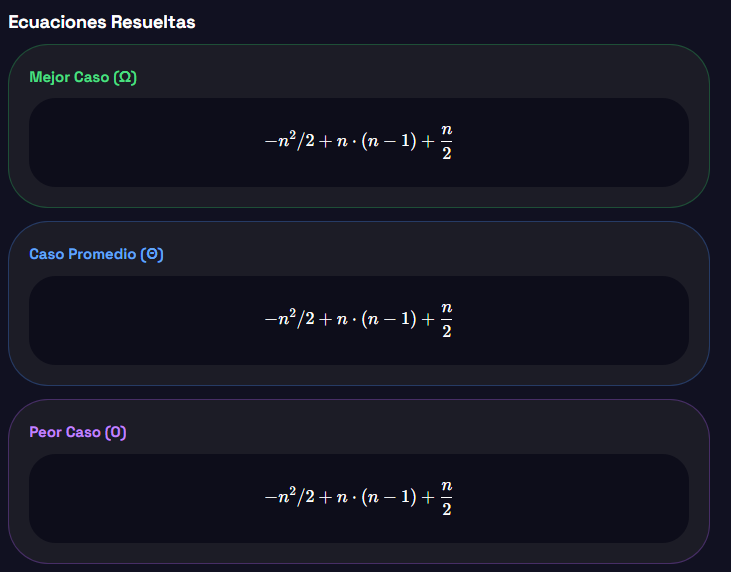 Ecuaciones Resueltas
Mejor Caso (Ω)
−n²/2 + n · (n − 1) + n/2
Caso Promedio (Θ)
−n²/2 + n · (n − 1) + n/2
Peor Caso (O)
−n²/2 + n · (n − 1) + n/2